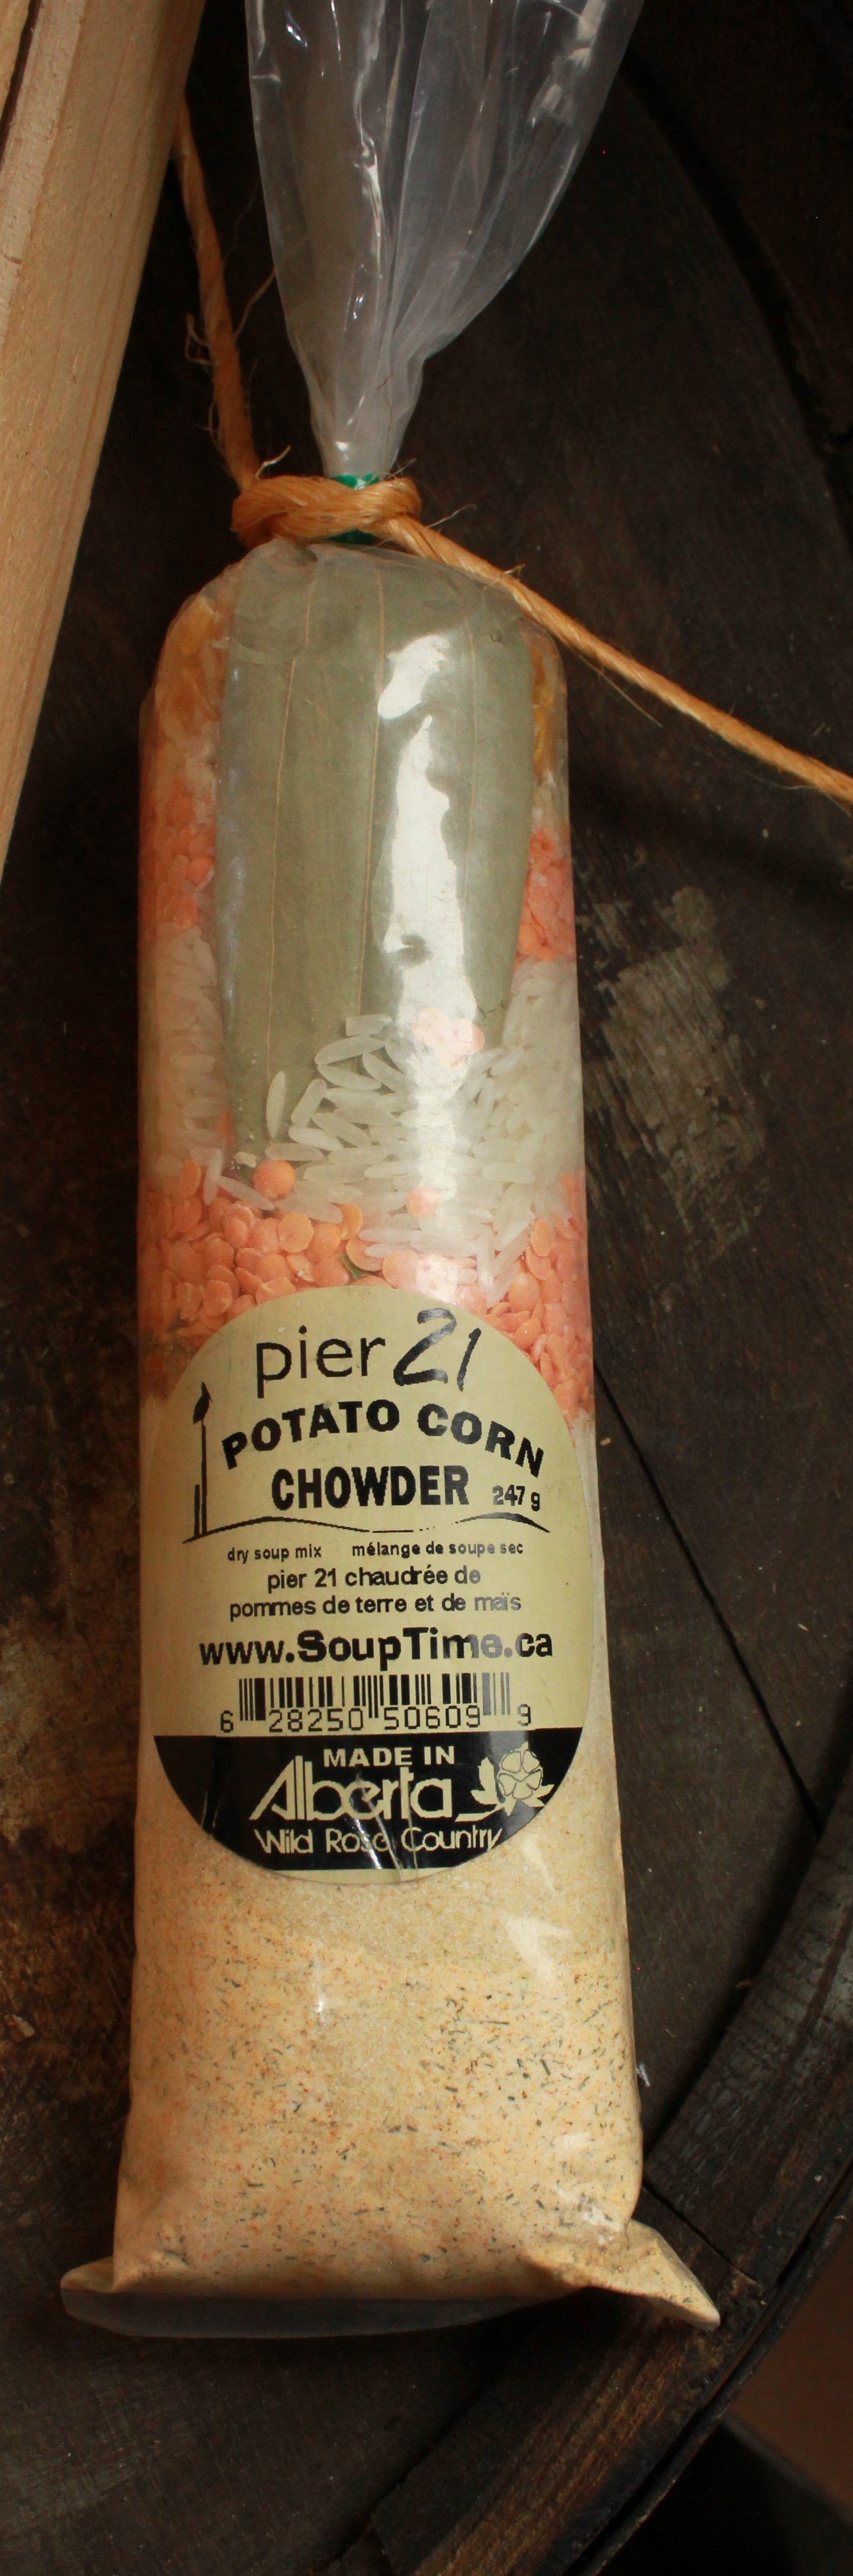 pier 21
POTATO CORN
CHOWDER 247 g
dry soup mix mélange de soupe sec
pier 21 chaudrée de
pommes de terre et de maïs
www.SoupTime.ca
6 28250 50609 9
MADE IN
Alberta
Wild Rose Country